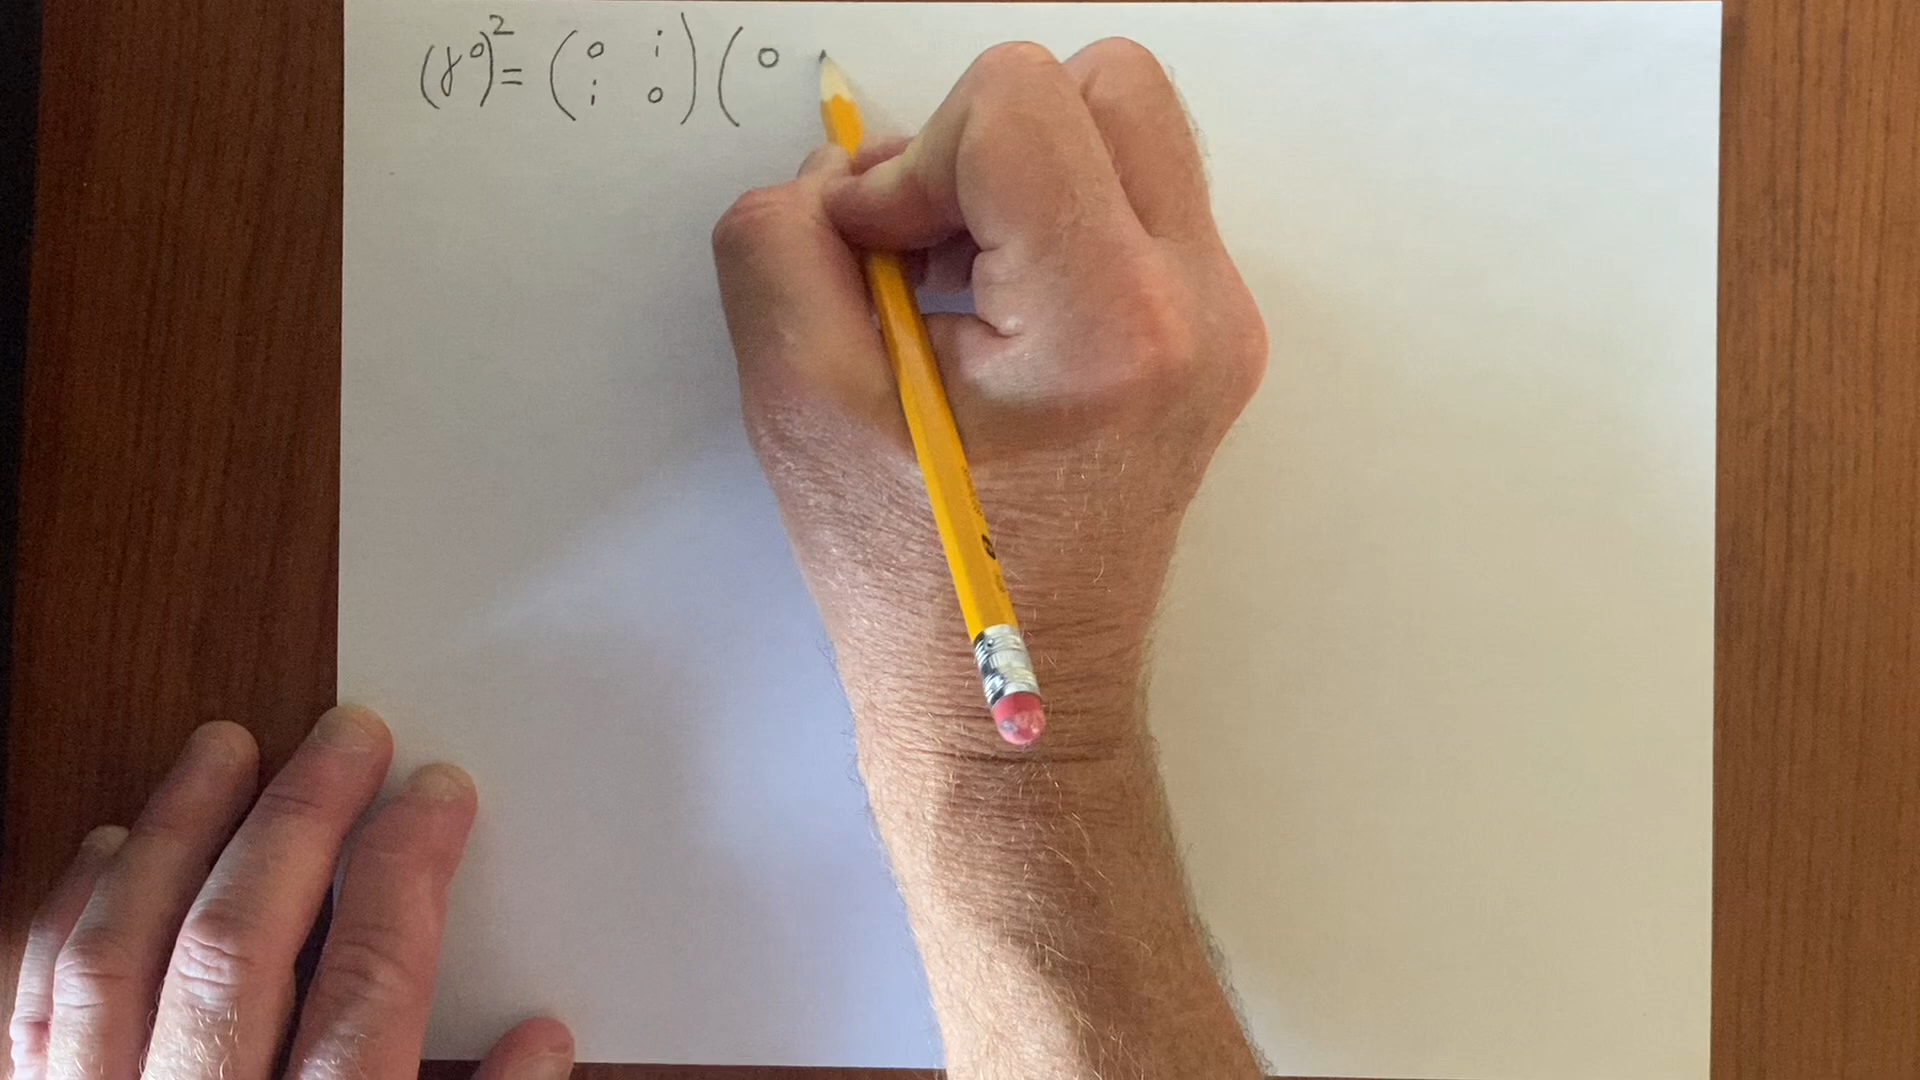 (γ⁰)² = (0 i i 0) (0